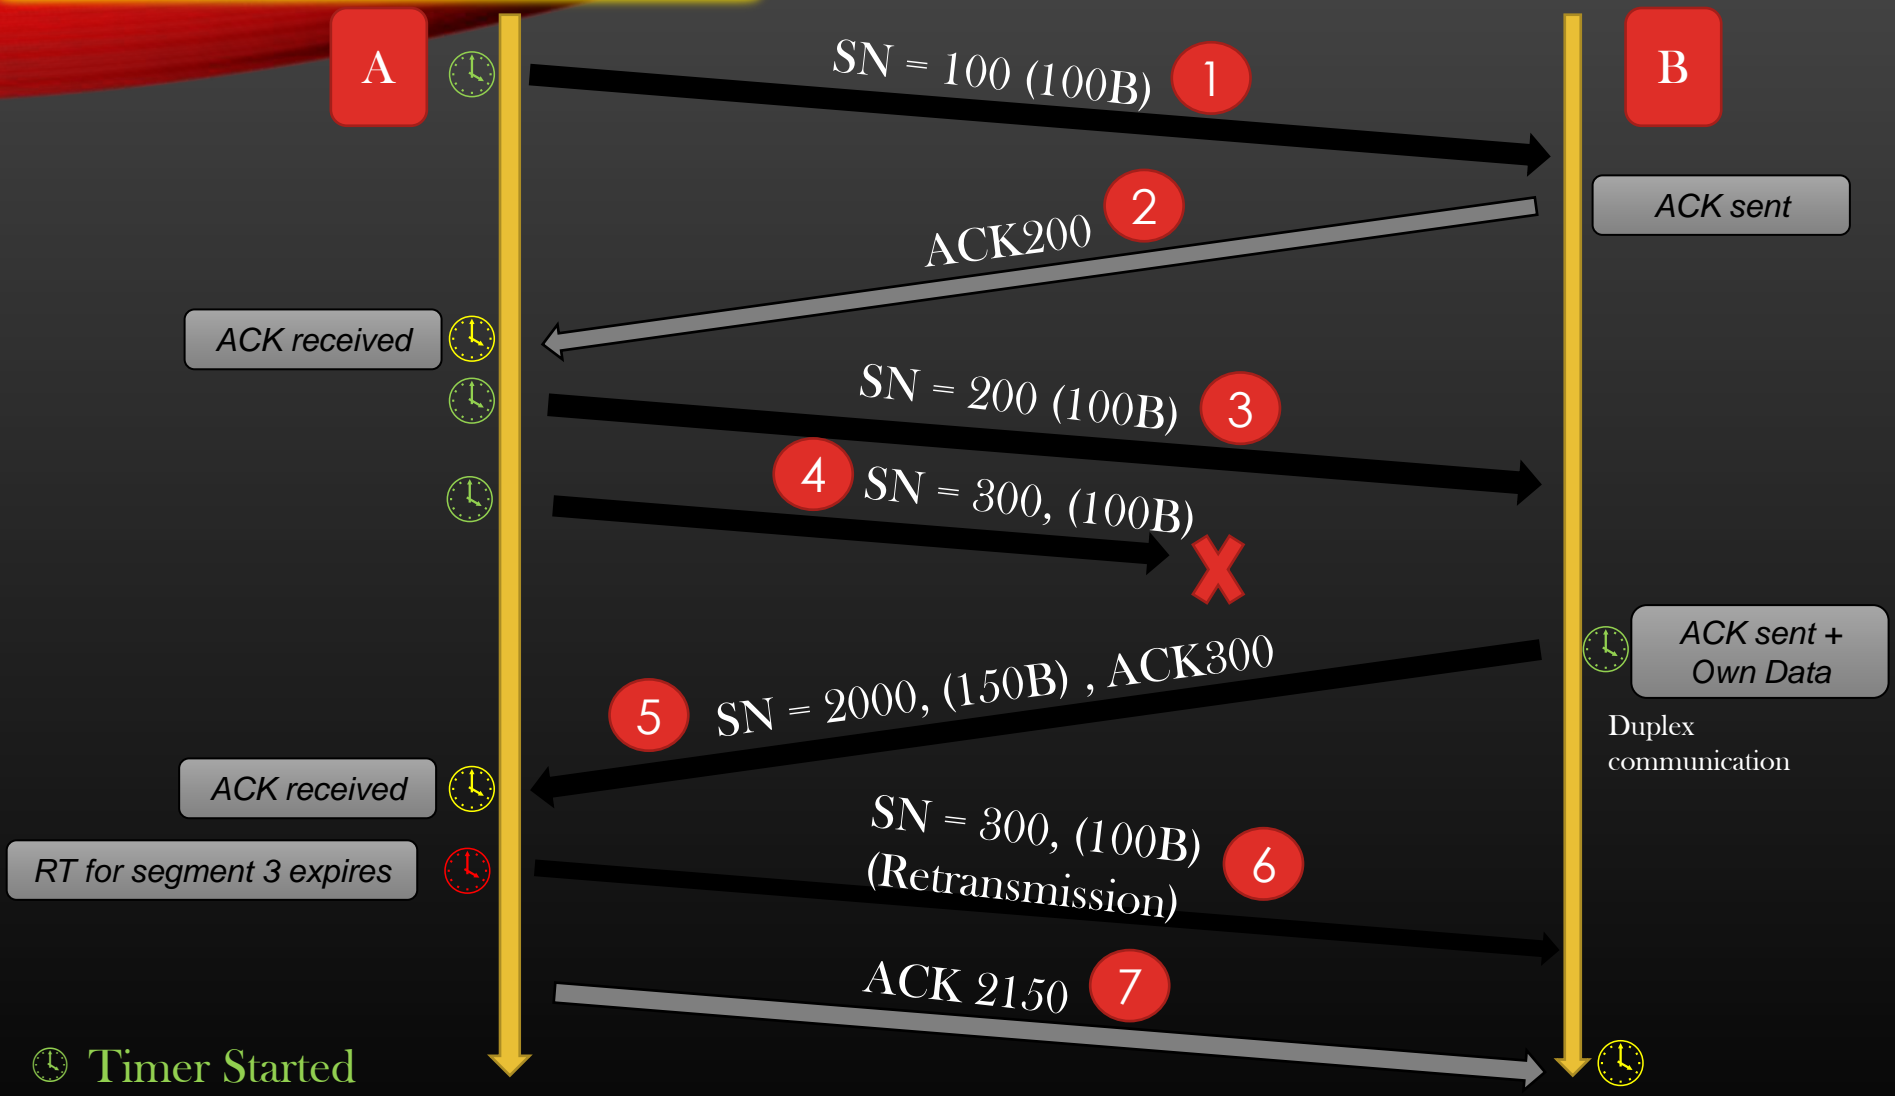 A
B
SN = 100 (100B)
1
ACK sent
2
ACK200
ACK received
SN = 200 (100B)
3
4
SN = 300, (100B)
ACK sent +
Own Data
SN = 2000, (150B) , ACK300
5
Duplex
communication
ACK received
SN = 300, (100B)
(Retransmission)
6
RT for segment 3 expires
ACK 2150
7
Timer Started